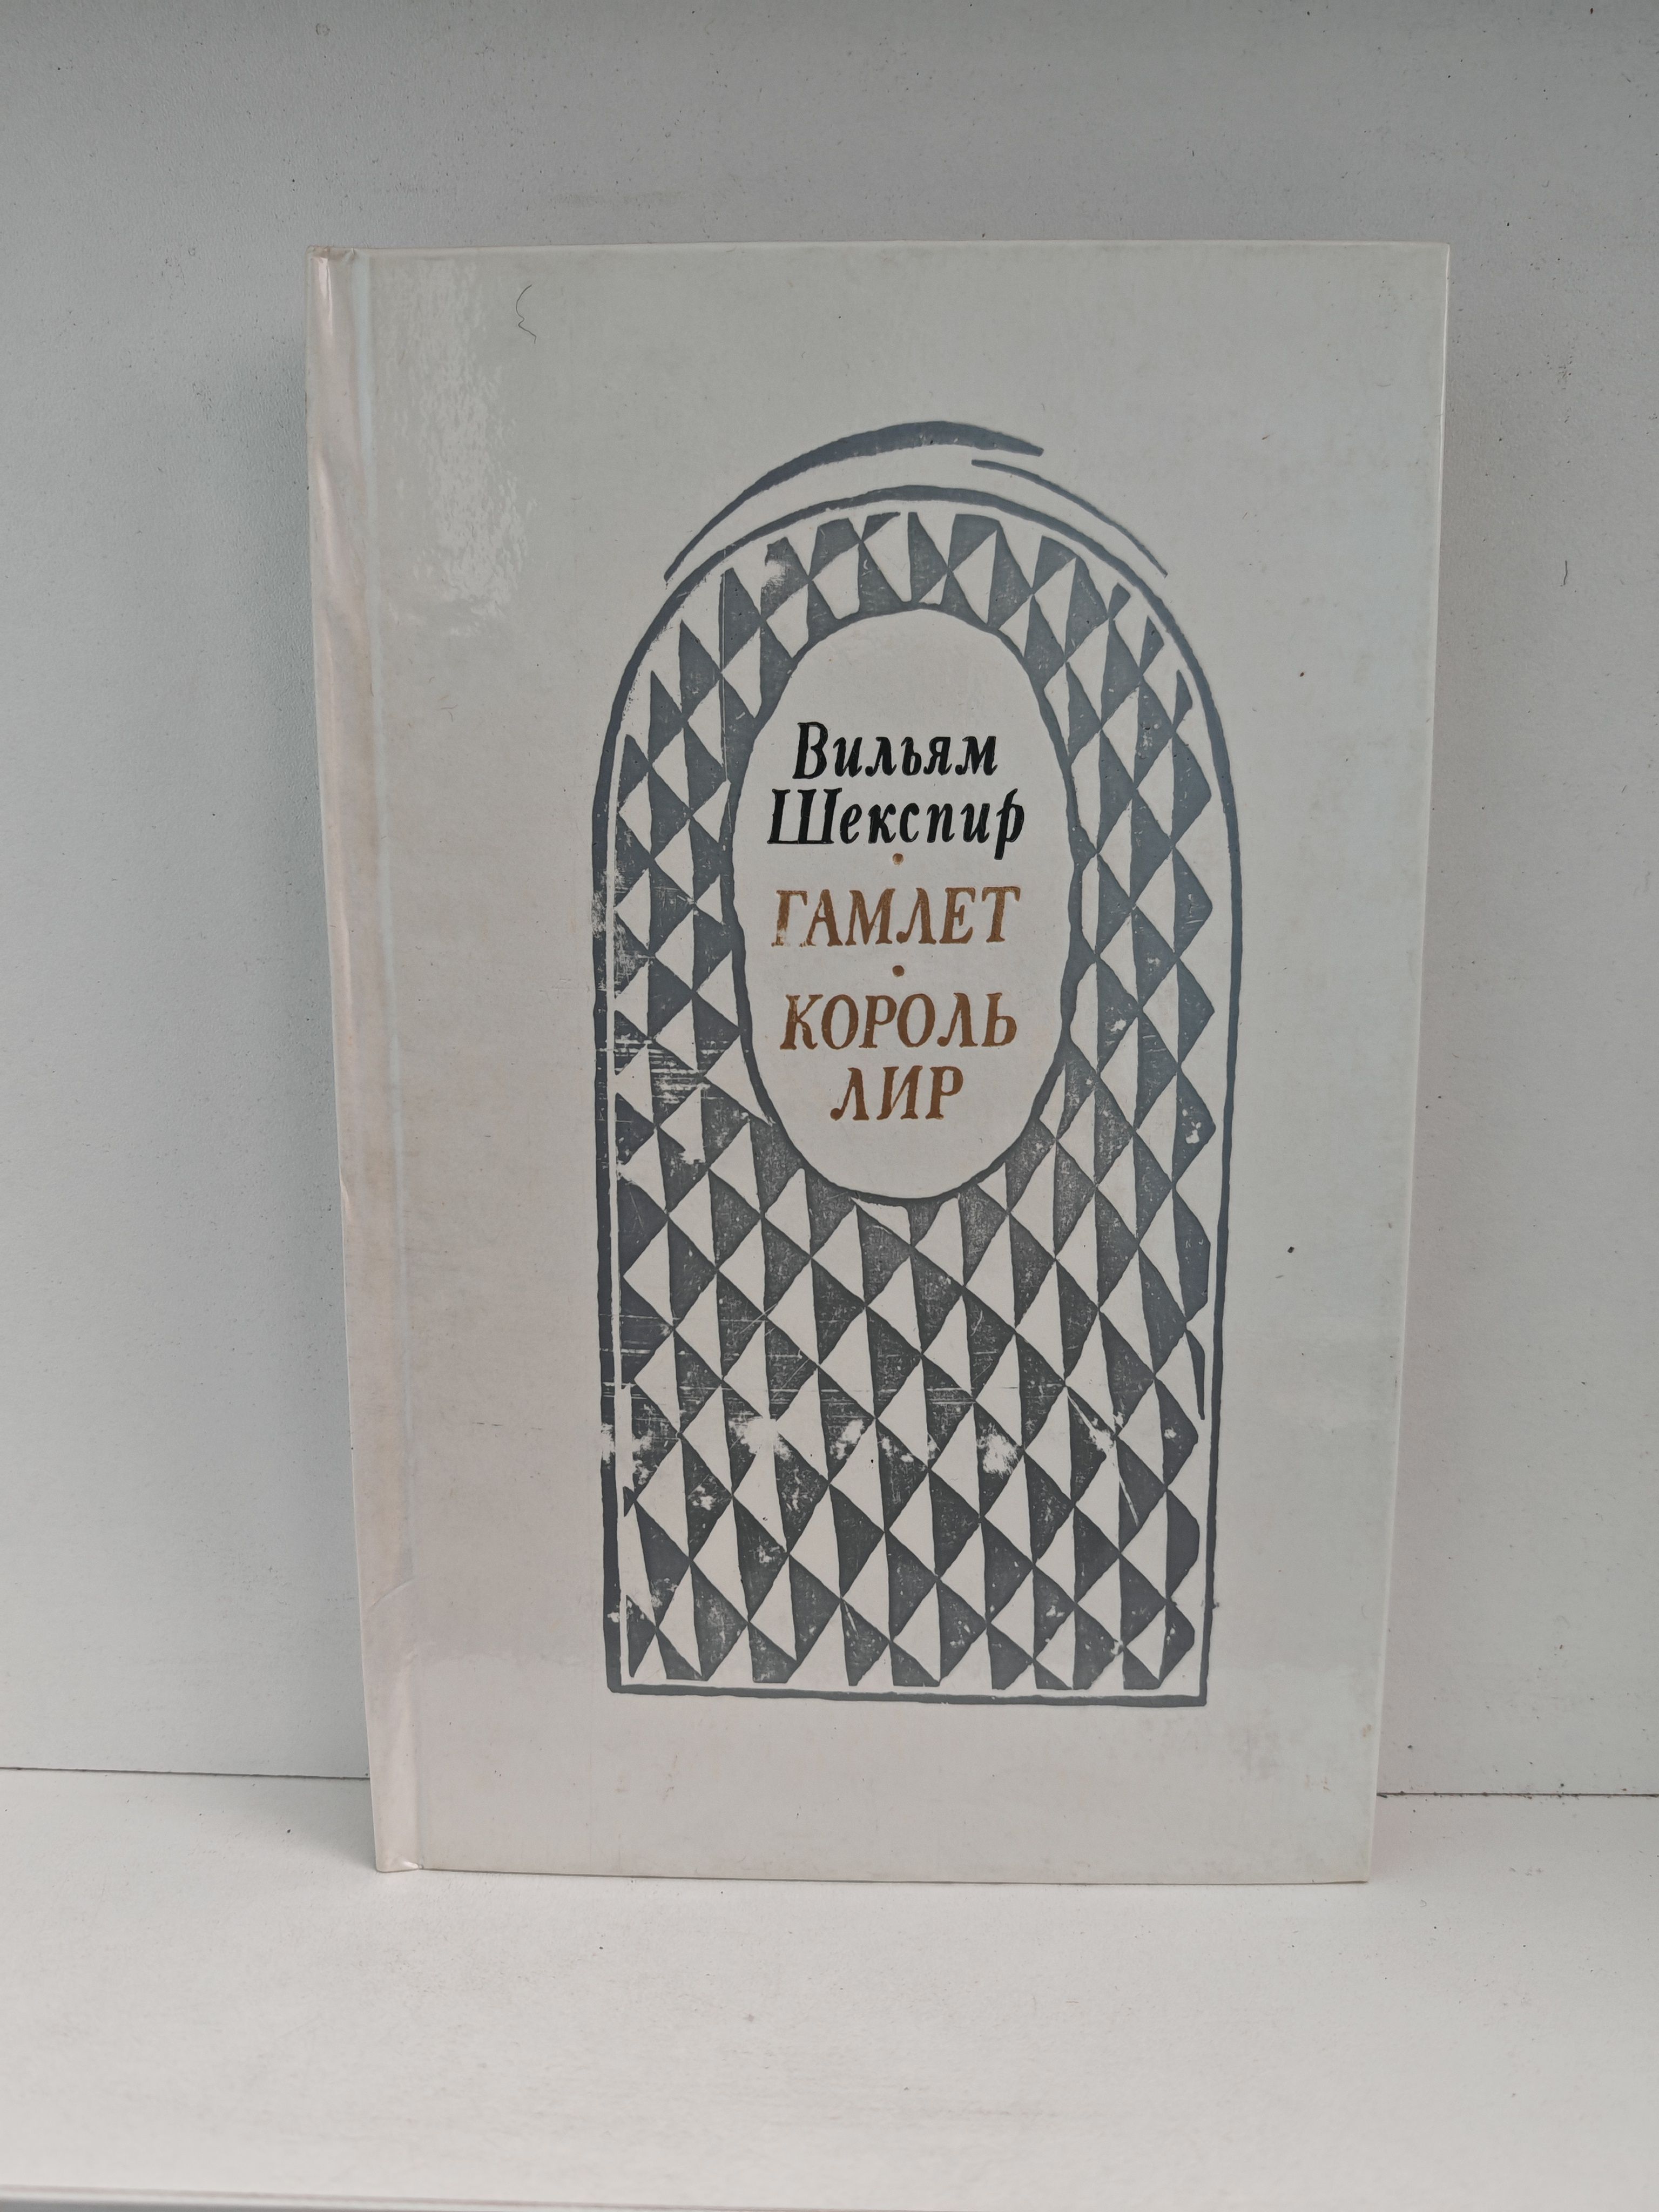 Вильям
Шекспир
ГАМЛЕТ
КОРОЛЬ
ЛИР